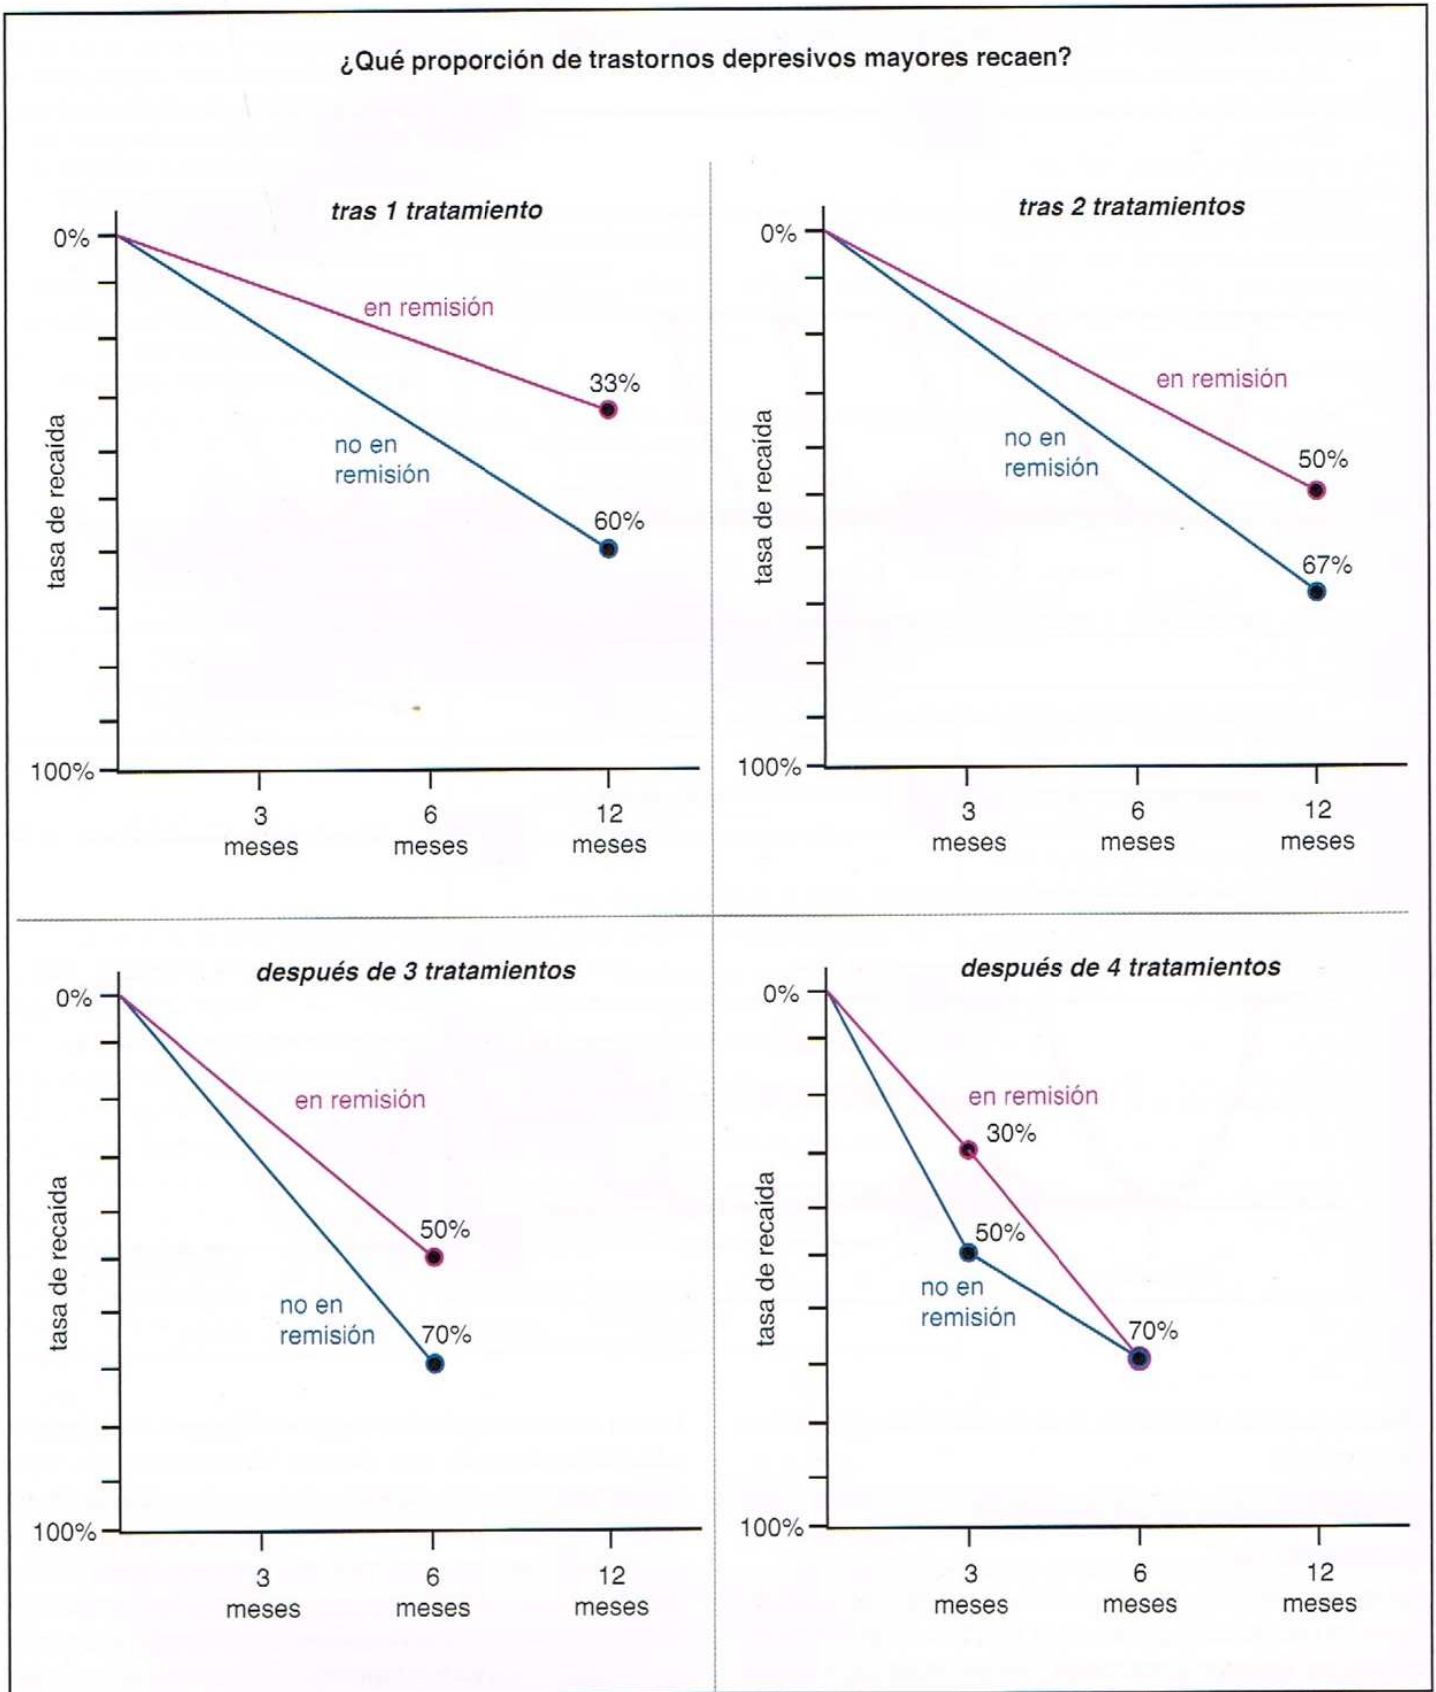 ¿Qué proporción de trastornos depresivos mayores recaen?
tras 1 tratamiento
0%
en remisión
33%
no en
remisión
60%
tasa de recaída
100%
3
meses
6
meses
12
meses
tras 2 tratamientos
0%
en remisión
50%
no en
remisión
67%
tasa de recaída
100%
3
meses
6
meses
12
meses
después de 3 tratamientos
0%
en remisión
50%
no en
remisión
70%
tasa de recaída
100%
3
meses
6
meses
12
meses
después de 4 tratamientos
0%
en remisión
30%
50%
no en
remisión
70%
tasa de recaída
100%
3
meses
6
meses
12
meses